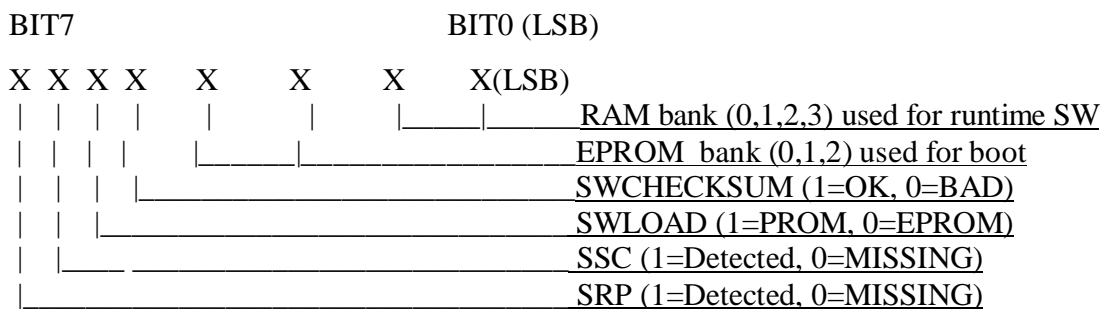 BIT7 BIT0 (LSB)
X X X X X X X X(LSB)
RAM bank (0,1,2,3) used for runtime SW
EPROM bank (0,1,2) used for boot
SWCHECKSUM (1=OK, 0=BAD)
SWLOAD (1=PROM, 0=EPROM)
SSC (1=Detected, 0=MISSING)
SRP (1=Detected, 0=MISSING)